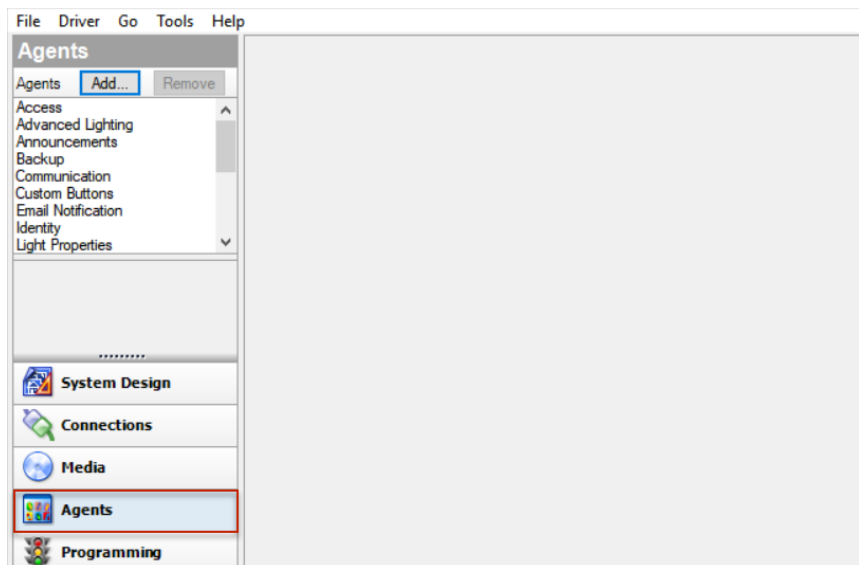 File Driver Go Tools Help
Agents
Agents Add... Remove
Access
Advanced Lighting
Announcements
Backup
Communication
Custom Buttons
Email Notification
Identity
Light Properties
System Design
Connections
Media
Agents
Programming